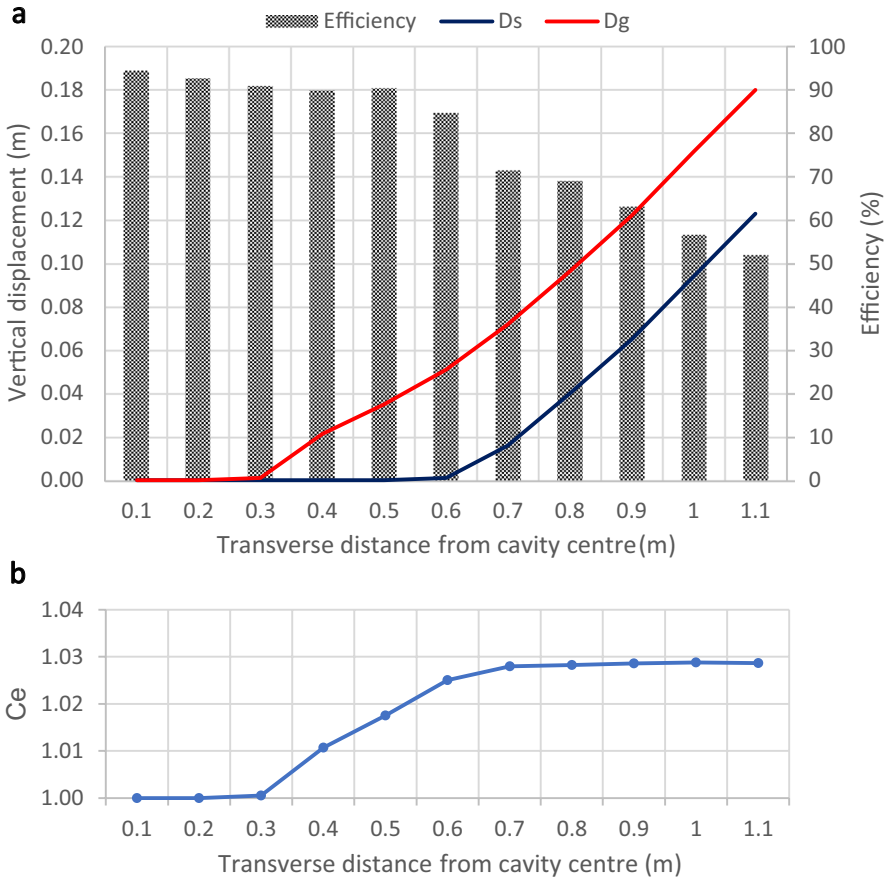 a
Efficiency Ds Dg
Vertical displacement (m)
0.20
0.18
0.16
0.14
0.12
0.10
0.08
0.06
0.04
0.02
0.00
100
90
80
70
60
50
40
30
20
10
0
Efficiency (%)
0.1 0.2 0.3 0.4 0.5 0.6 0.7 0.8 0.9 1 1.1
Transverse distance from cavity centre (m)
b
Ce
1.04
1.03
1.02
1.01
1.00
0.1 0.2 0.3 0.4 0.5 0.6 0.7 0.8 0.9 1 1.1
Transverse distance from cavity centre (m)